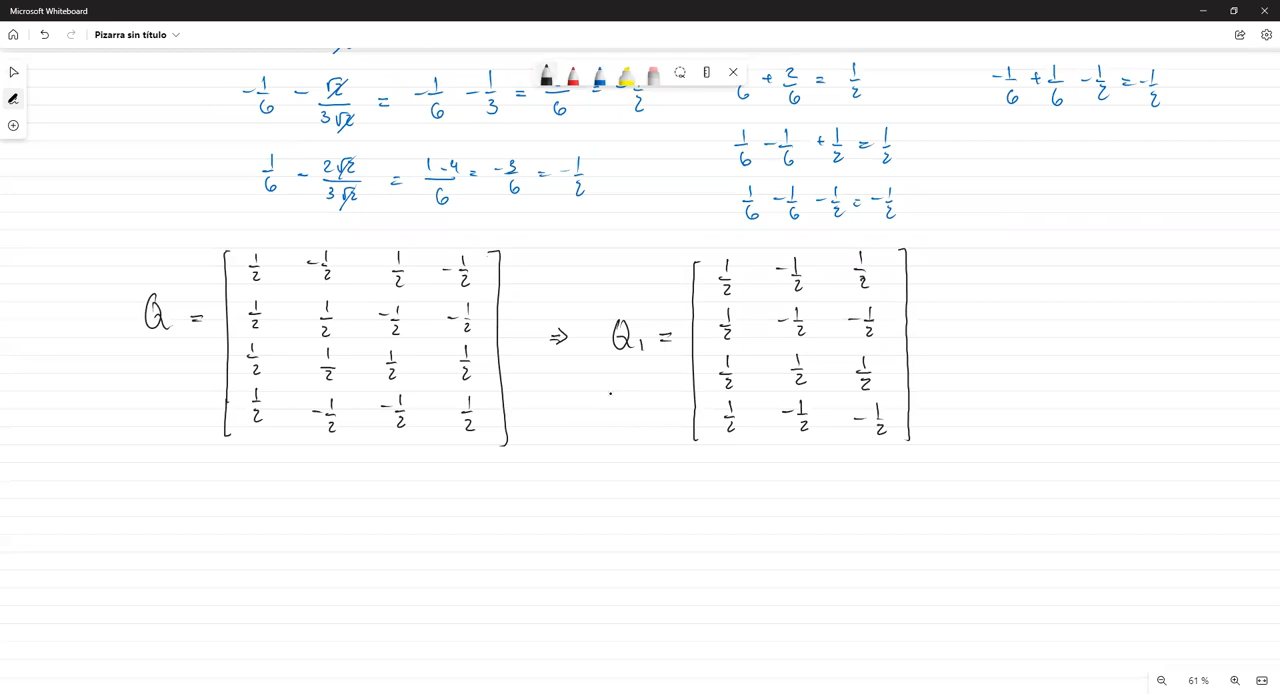 Microsoft Whiteboard
Pizarra sin título
-1/6 - √2/(3√2) = -1/6 - 1/3 = /6 = -1/2
1/6 - 2√2/(3√2) = (1-4)/6 = -3/6 = -1/2
/6 + 2/6 = 1/2
1/6 - 1/6 + 1/2 = 1/2
1/6 - 1/6 - 1/2 = -1/2
-1/6 + 1/6 - 1/2 = -1/2
Q = [ 1/2 -1/2 1/2 -1/2
1/2 1/2 -1/2 -1/2
1/2 1/2 1/2 1/2
1/2 -1/2 -1/2 1/2 ]
⇒ Q₁ = [ 1/2 -1/2 1/2
1/2 -1/2 -1/2
1/2 1/2 1/2
1/2 -1/2 -1/2 ]
61 %